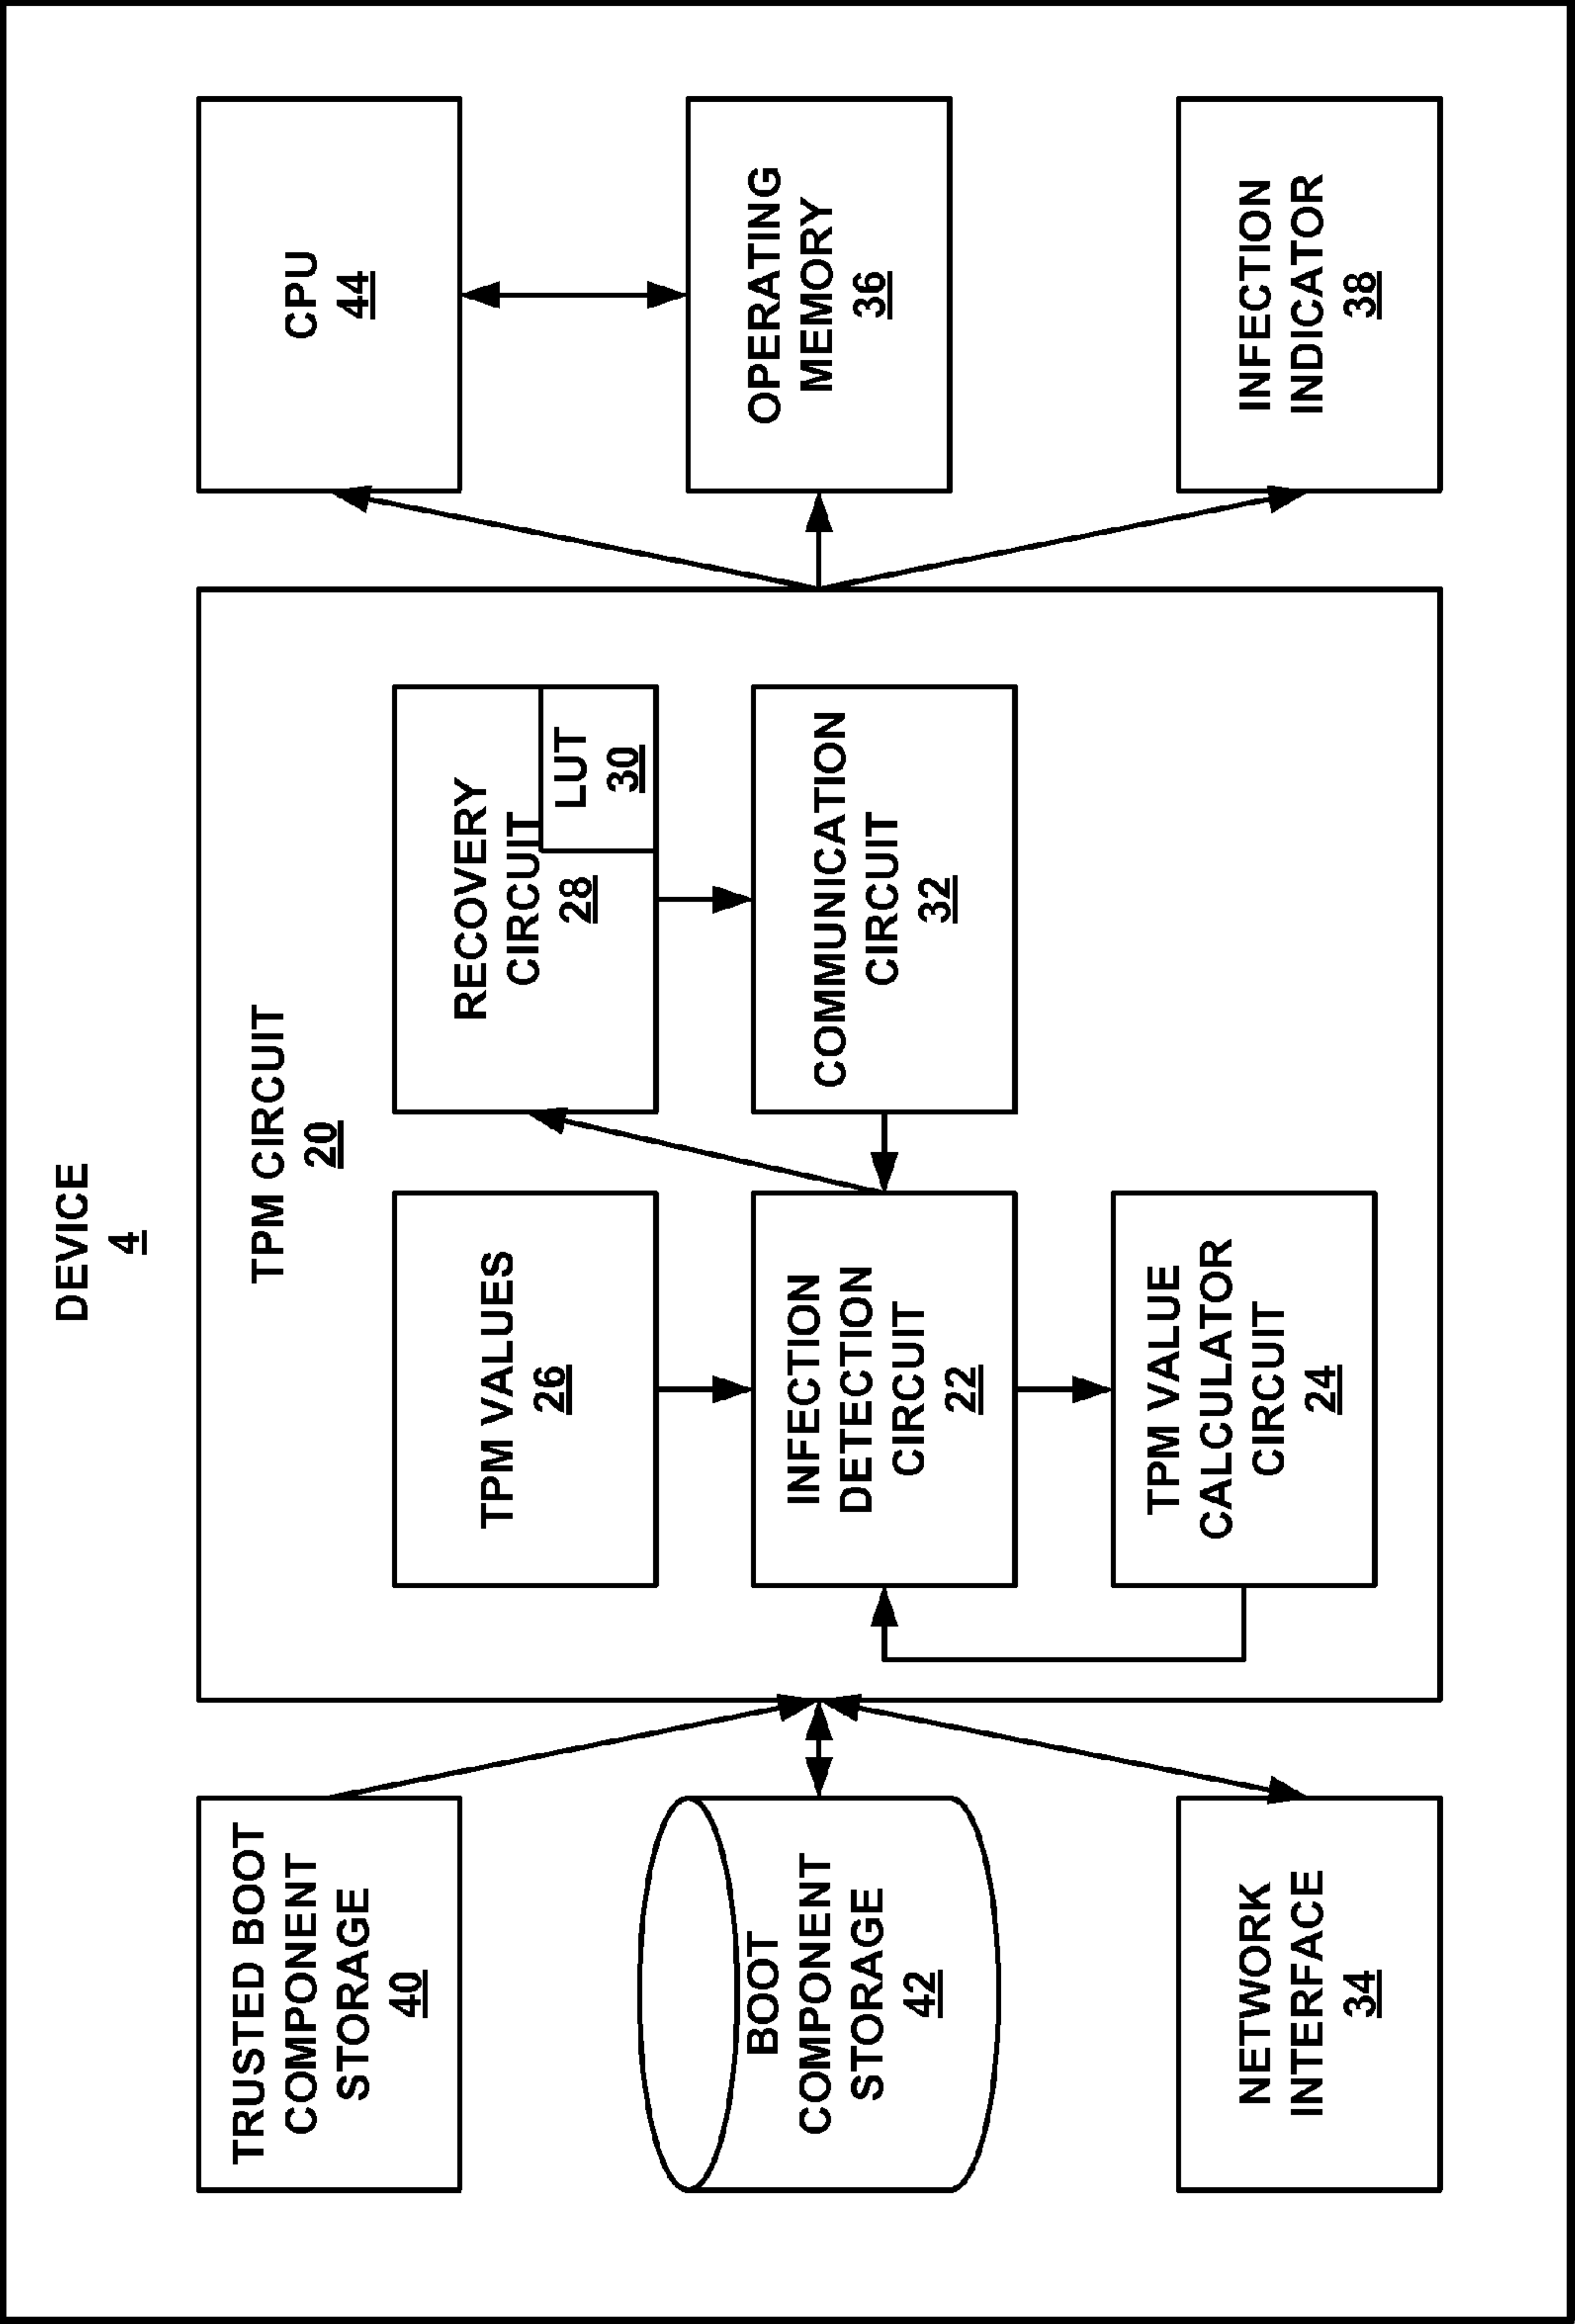 DEVICE
4
TRUSTED BOOT
COMPONENT
STORAGE
40
BOOT
COMPONENT
STORAGE
42
NETWORK
INTERFACE
34
TPM CIRCUIT
20
TPM VALUES
26
INFECTION
DETECTION
CIRCUIT
22
TPM VALUE
CALCULATOR
CIRCUIT
24
RECOVERY
CIRCUIT
28
LUT
30
COMMUNICATION
CIRCUIT
32
CPU
44
OPERATING
MEMORY
36
INFECTION
INDICATOR
38